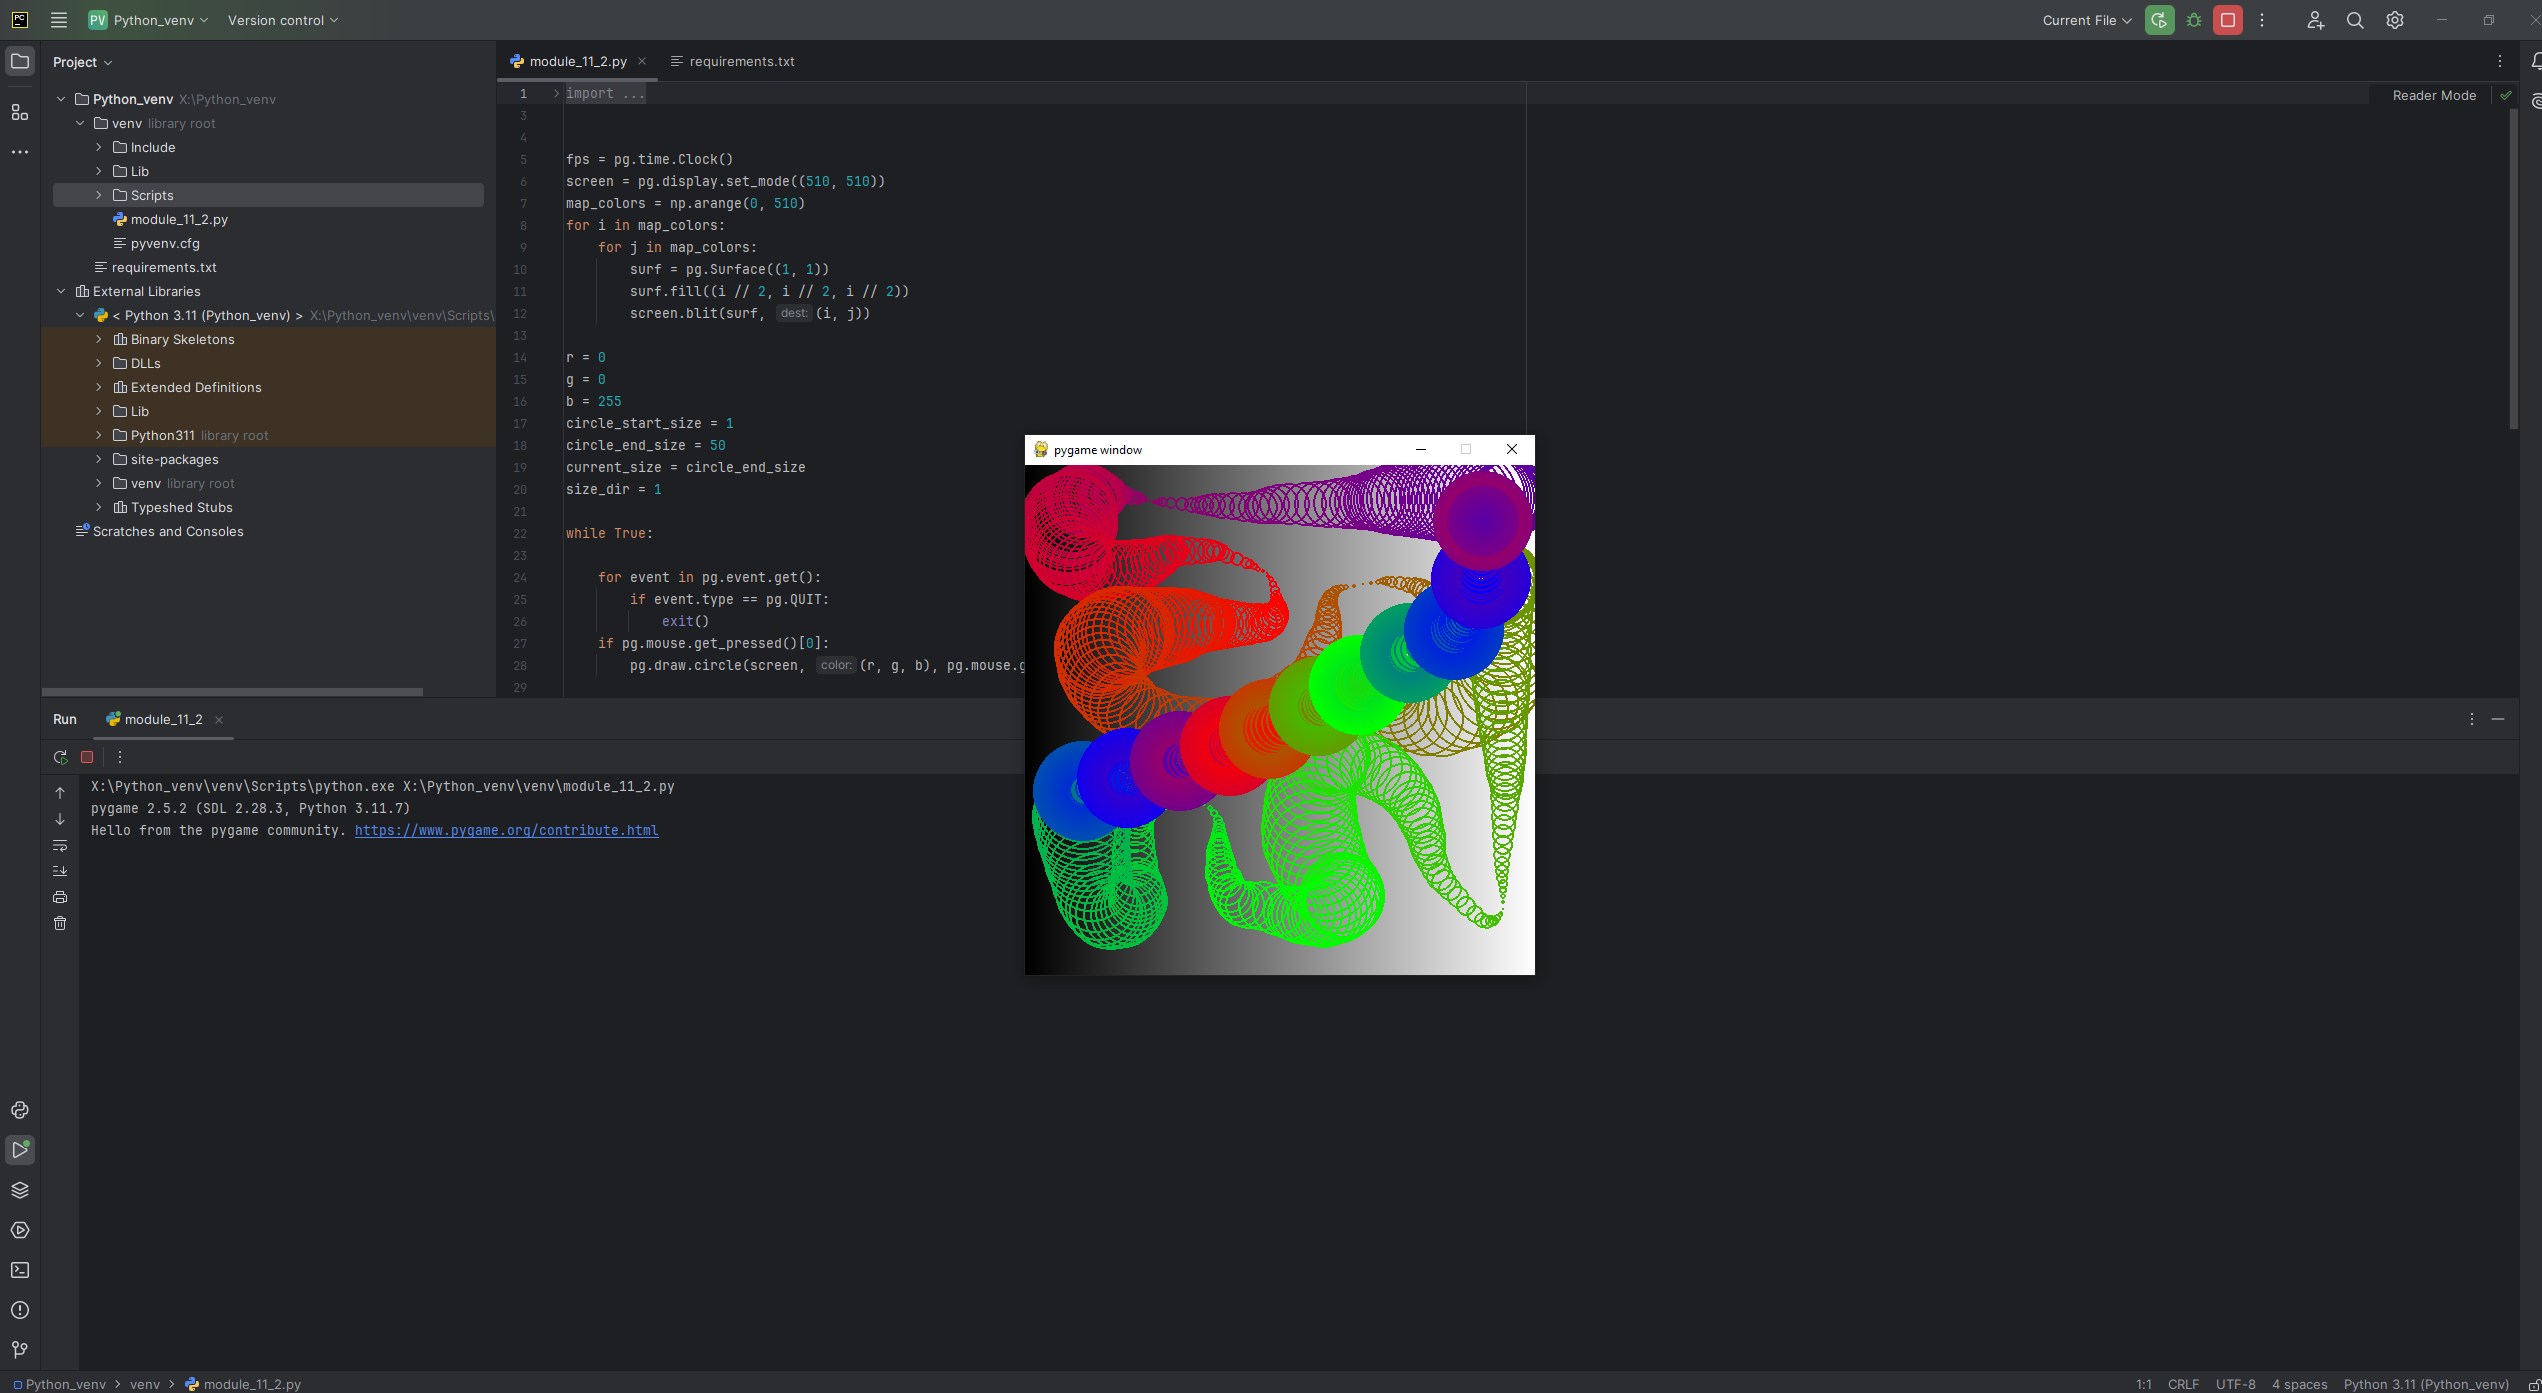 PC
PV Python_venv Version control Current File
Project
module_11_2.py requirements.txt
Python_venv X:\Python_venv
venv library root
Include
Lib
Scripts
module_11_2.py
pyvenv.cfg
requirements.txt
External Libraries
< Python 3.11 (Python_venv) > X:\Python_venv\venv\Scripts\
Binary Skeletons
DLLs
Extended Definitions
Lib
Python311 library root
site-packages
venv library root
Typeshed Stubs
Scratches and Consoles
Reader Mode
1 import ...
3
4
5 fps = pg.time.Clock()
6 screen = pg.display.set_mode((510, 510))
7 map_colors = np.arange(0, 510)
8 for i in map_colors:
9 for j in map_colors:
10 surf = pg.Surface((1, 1))
11 surf.fill((i // 2, i // 2, i // 2))
12 screen.blit(surf, dest: (i, j))
13
14 r = 0
15 g = 0
16 b = 255
17 circle_start_size = 1
18 circle_end_size = 50
19 current_size = circle_end_size
20 size_dir = 1
21
22 while True:
23
24 for event in pg.event.get():
25 if event.type == pg.QUIT:
26 exit()
27 if pg.mouse.get_pressed()[0]:
28 pg.draw.circle(screen, color: (r, g, b), pg.mouse.g
29
pygame window
Run module_11_2
X:\Python_venv\venv\Scripts\python.exe X:\Python_venv\venv\module_11_2.py
pygame 2.5.2 (SDL 2.28.3, Python 3.11.7)
Hello from the pygame community. https://www.pygame.org/contribute.html
Python_venv > venv > module_11_2.py
1:1 CRLF UTF-8 4 spaces Python 3.11 (Python_venv)